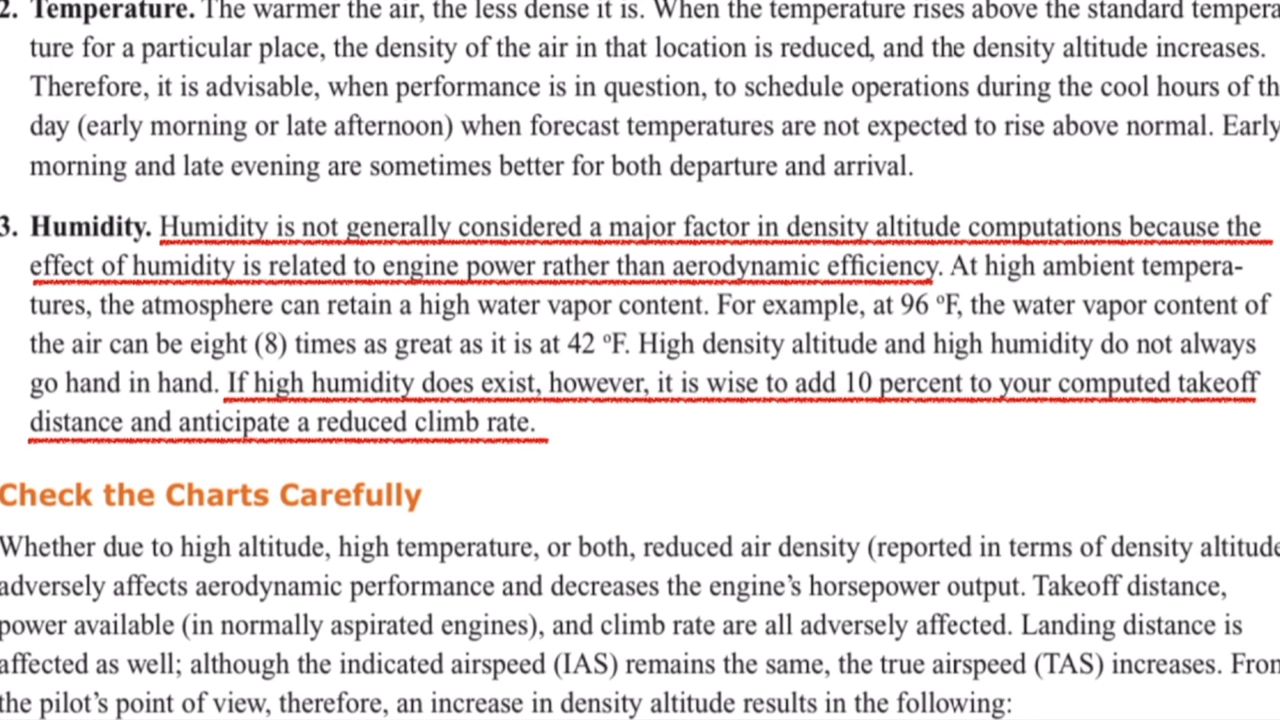 2. Temperature. The warmer the air, the less dense it is. When the temperature rises above the standard tempera
ture for a particular place, the density of the air in that location is reduced, and the density altitude increases.
Therefore, it is advisable, when performance is in question, to schedule operations during the cool hours of th
day (early morning or late afternoon) when forecast temperatures are not expected to rise above normal. Early
morning and late evening are sometimes better for both departure and arrival.
3. Humidity. Humidity is not generally considered a major factor in density altitude computations because the
effect of humidity is related to engine power rather than aerodynamic efficiency. At high ambient tempera-
tures, the atmosphere can retain a high water vapor content. For example, at 96 ºF, the water vapor content of
the air can be eight (8) times as great as it is at 42 ºF. High density altitude and high humidity do not always
go hand in hand. If high humidity does exist, however, it is wise to add 10 percent to your computed takeoff
distance and anticipate a reduced climb rate.
Check the Charts Carefully
Whether due to high altitude, high temperature, or both, reduced air density (reported in terms of density altitude
adversely affects aerodynamic performance and decreases the engine’s horsepower output. Takeoff distance,
power available (in normally aspirated engines), and climb rate are all adversely affected. Landing distance is
affected as well; although the indicated airspeed (IAS) remains the same, the true airspeed (TAS) increases. From
the pilot’s point of view, therefore, an increase in density altitude results in the following: